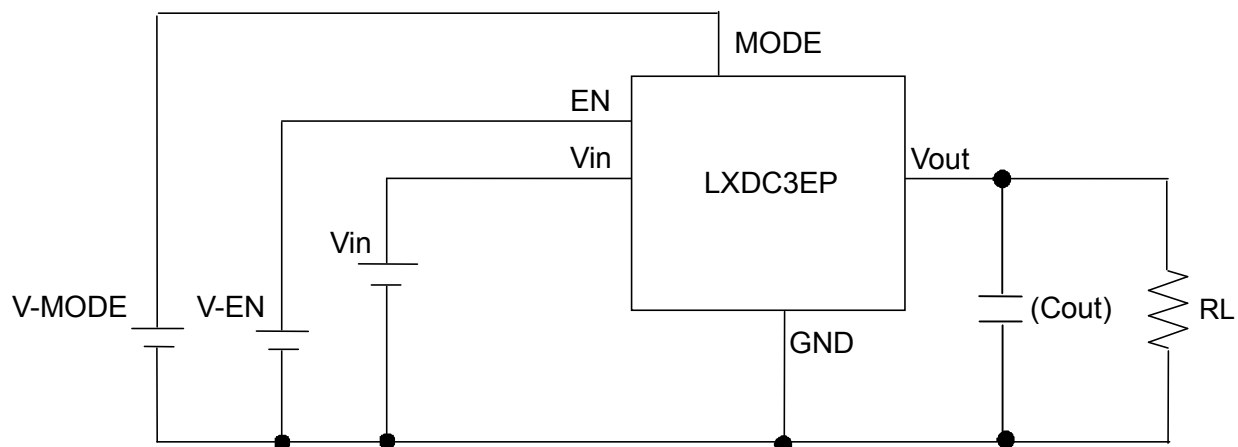 MODE
EN
Vin
LXDC3EP
Vout
Vin
V-MODE
V-EN
(Cout)
RL
GND